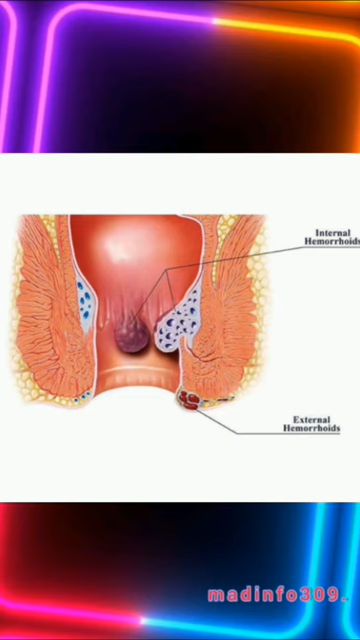 Internal
Hemorrhoids
External
Hemorrhoids
madinfo309.